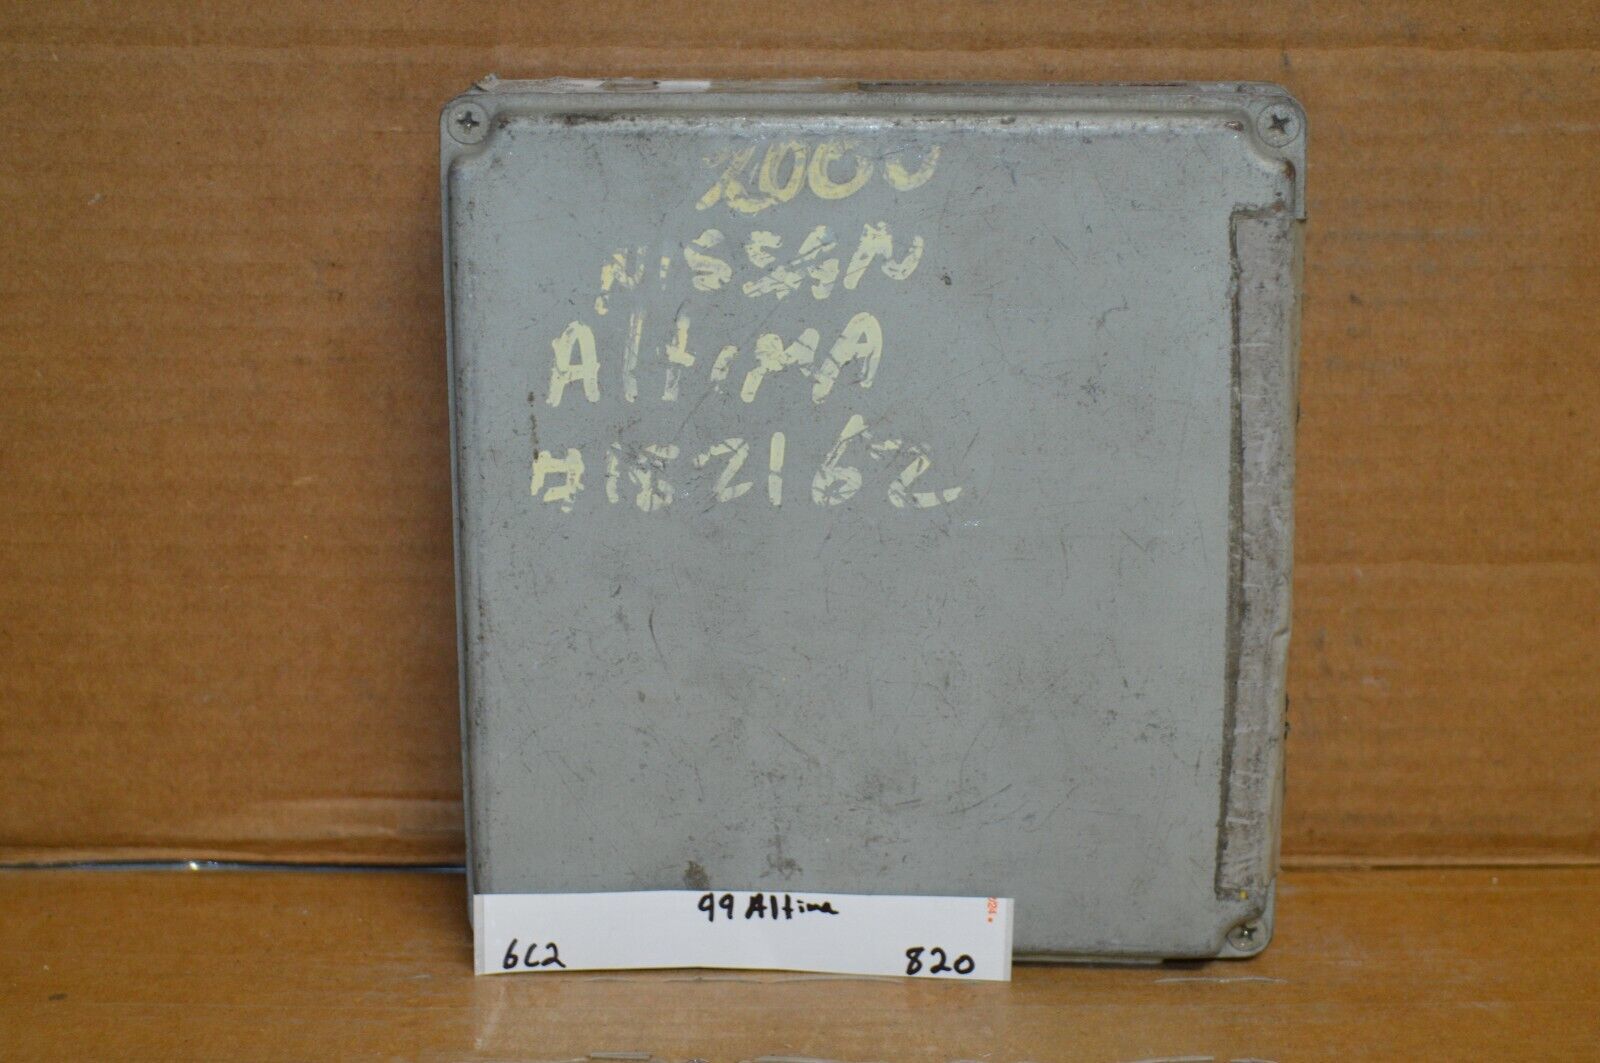 2000
NISSAN
AltimA
#182162
99 Altima
6C2
820